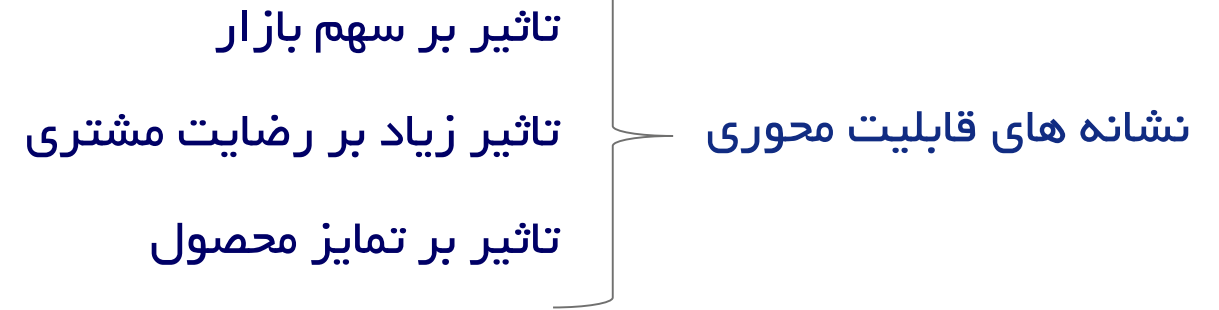 نشانه های قابلیت محوری
تاثیر بر سهم بازار
تاثیر زیاد بر رضایت مشتری
تاثیر بر تمایز محصول